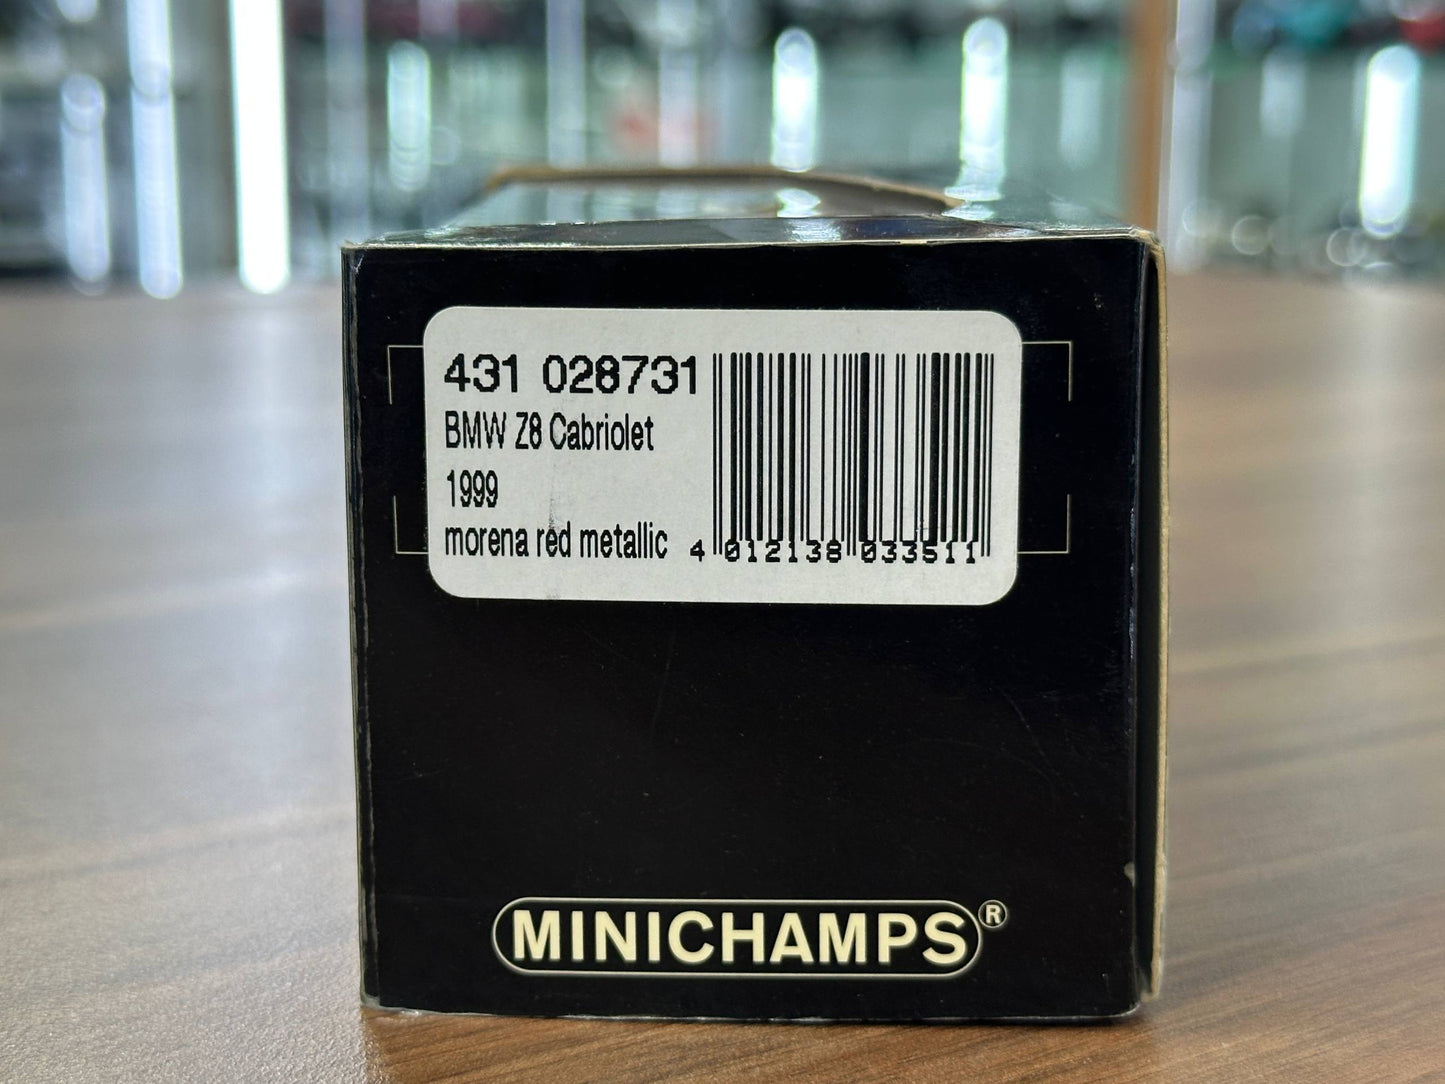 431 028731
BMW Z8 Cabriolet
1999
morena red metallic
4 012138 033511
MINICHAMPS®